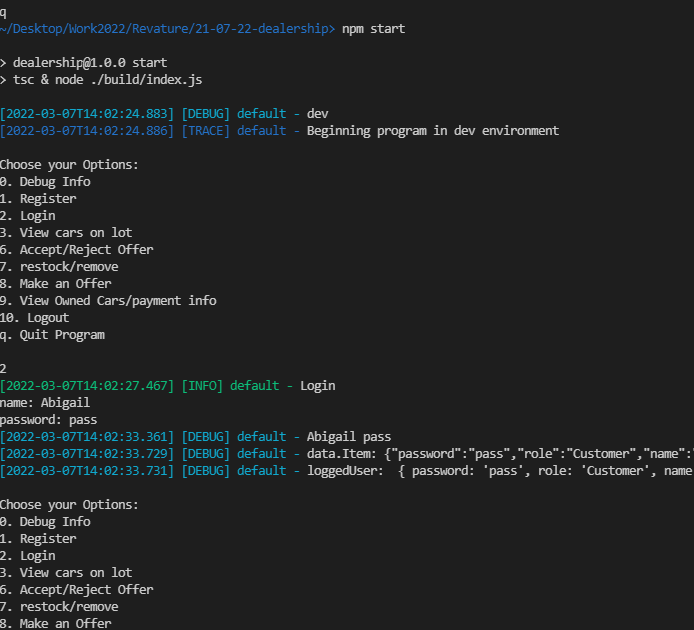 q
~/Desktop/Work2022/Revature/21-07-22-dealership> npm start
> dealership@1.0.0 start
> tsc & node ./build/index.js
[2022-03-07T14:02:24.883] [DEBUG] default - dev
[2022-03-07T14:02:24.886] [TRACE] default - Beginning program in dev environment
Choose your Options:
0. Debug Info
1. Register
2. Login
3. View cars on lot
6. Accept/Reject Offer
7. restock/remove
8. Make an Offer
9. View Owned Cars/payment info
10. Logout
q. Quit Program
2
[2022-03-07T14:02:27.467] [INFO] default - Login
name: Abigail
password: pass
[2022-03-07T14:02:33.361] [DEBUG] default - Abigail pass
[2022-03-07T14:02:33.729] [DEBUG] default - data.Item: {"password":"pass","role":"Customer","name":"
[2022-03-07T14:02:33.731] [DEBUG] default - loggedUser:  { password: 'pass', role: 'Customer', name
Choose your Options:
0. Debug Info
1. Register
2. Login
3. View cars on lot
6. Accept/Reject Offer
7. restock/remove
8. Make an Offer